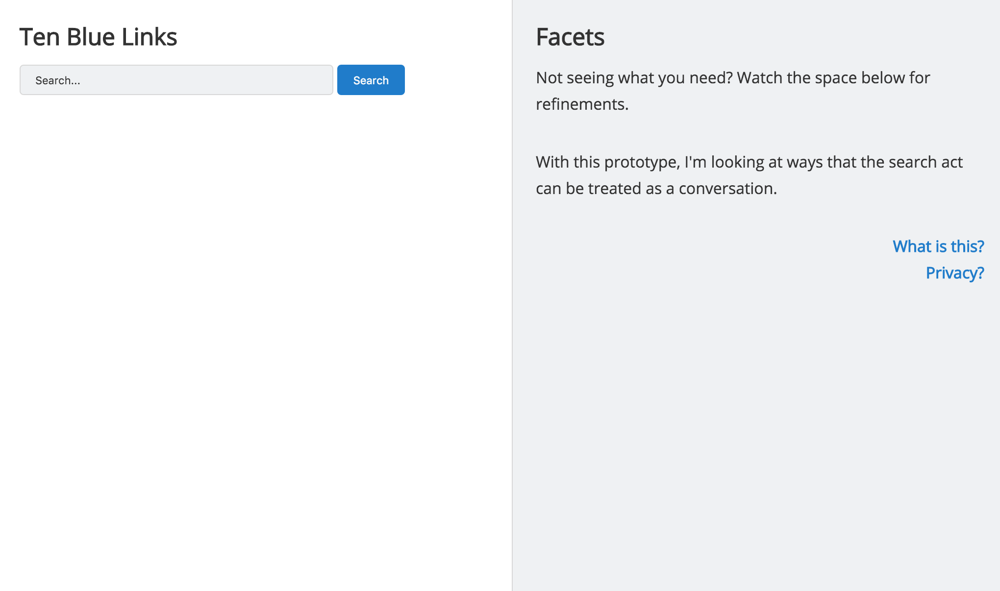 Ten Blue Links
Search...
Search
Facets
Not seeing what you need? Watch the space below for
refinements.
With this prototype, I'm looking at ways that the search act
can be treated as a conversation.
What is this?
Privacy?